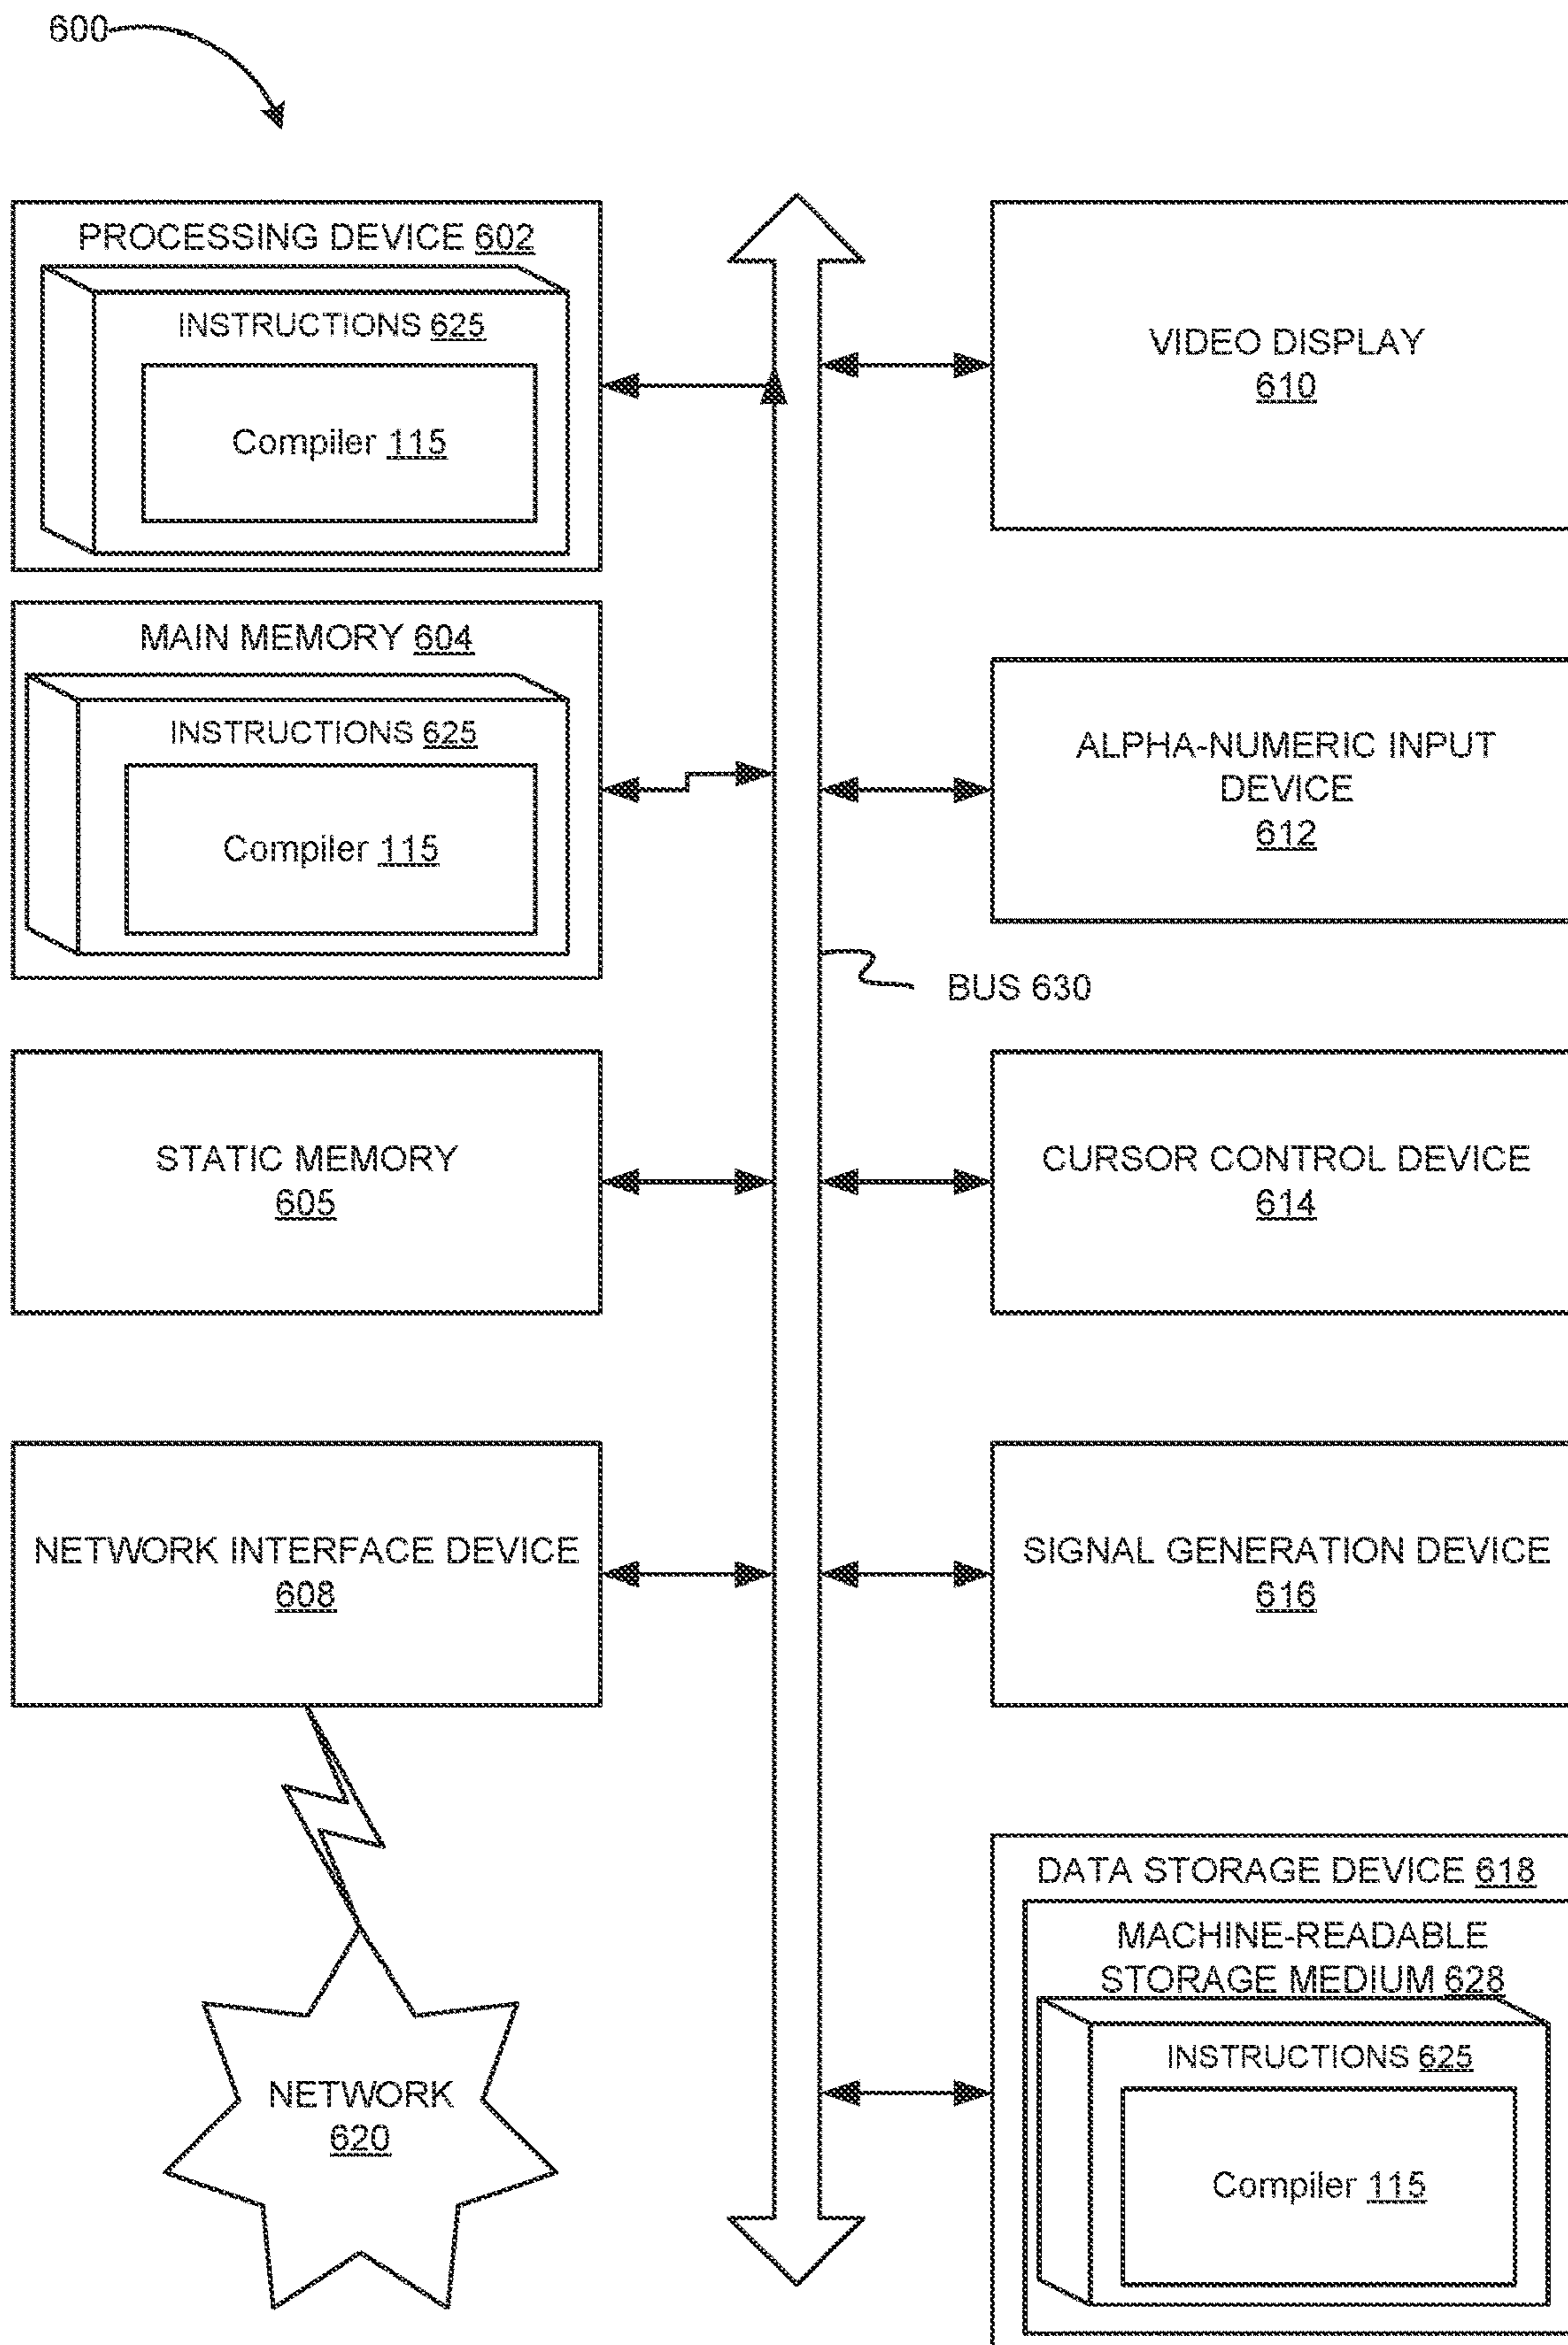 600
PROCESSING DEVICE 602
INSTRUCTIONS 625
Compiler 115
MAIN MEMORY 604
INSTRUCTIONS 625
Compiler 115
STATIC MEMORY
605
NETWORK INTERFACE DEVICE
608
NETWORK
620
VIDEO DISPLAY
610
ALPHA-NUMERIC INPUT
DEVICE
612
BUS 630
CURSOR CONTROL DEVICE
614
SIGNAL GENERATION DEVICE
616
DATA STORAGE DEVICE 618
MACHINE-READABLE
STORAGE MEDIUM 628
INSTRUCTIONS 625
Compiler 115